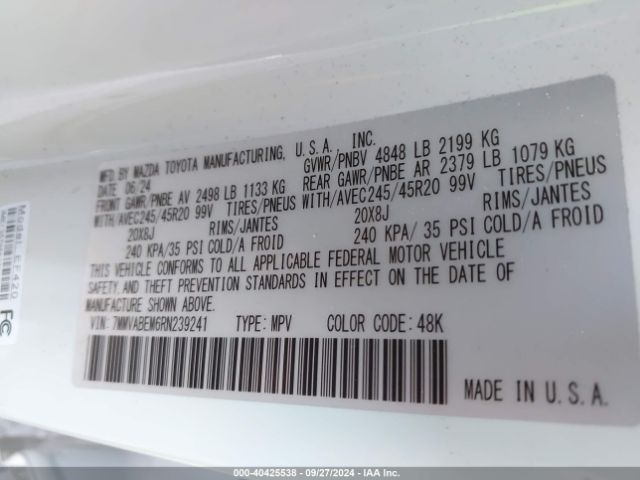 MFD BY MAZDA TOYOTA MANUFACTURING, U.S.A., INC.
DATE 06/24 GVWR/PNBV 4848 LB 2199 KG
FRONT GAWR/PNBE AV 2498 LB 1133 KG REAR GAWR/PNBE AR 2379 LB 1079 KG
WITH/AVEC245/45R20 99V TIRES/PNEUS WITH/AVEC245/45R20 99V TIRES/PNEUS
20X8J RIMS/JANTES 20X8J RIMS/JANTES
240 KPA/35 PSI COLD/A FROID 240 KPA/ 35 PSI COLD/A FROID
THIS VEHICLE CONFORMS TO ALL APPLICABLE FEDERAL MOTOR VEHICLE
SAFETY,AND THEFT PREVENTION STANDARDS IN EFFECT ON THE DATE OF
MANUFACTURE SHOWN ABOVE.
VIN: 7MMVABEM6RN239241 TYPE: MPV COLOR CODE: 48K
MADE IN U.S.A.
Model: EF420
FC
000-40425538 - 09/27/2024 - IAA Inc.